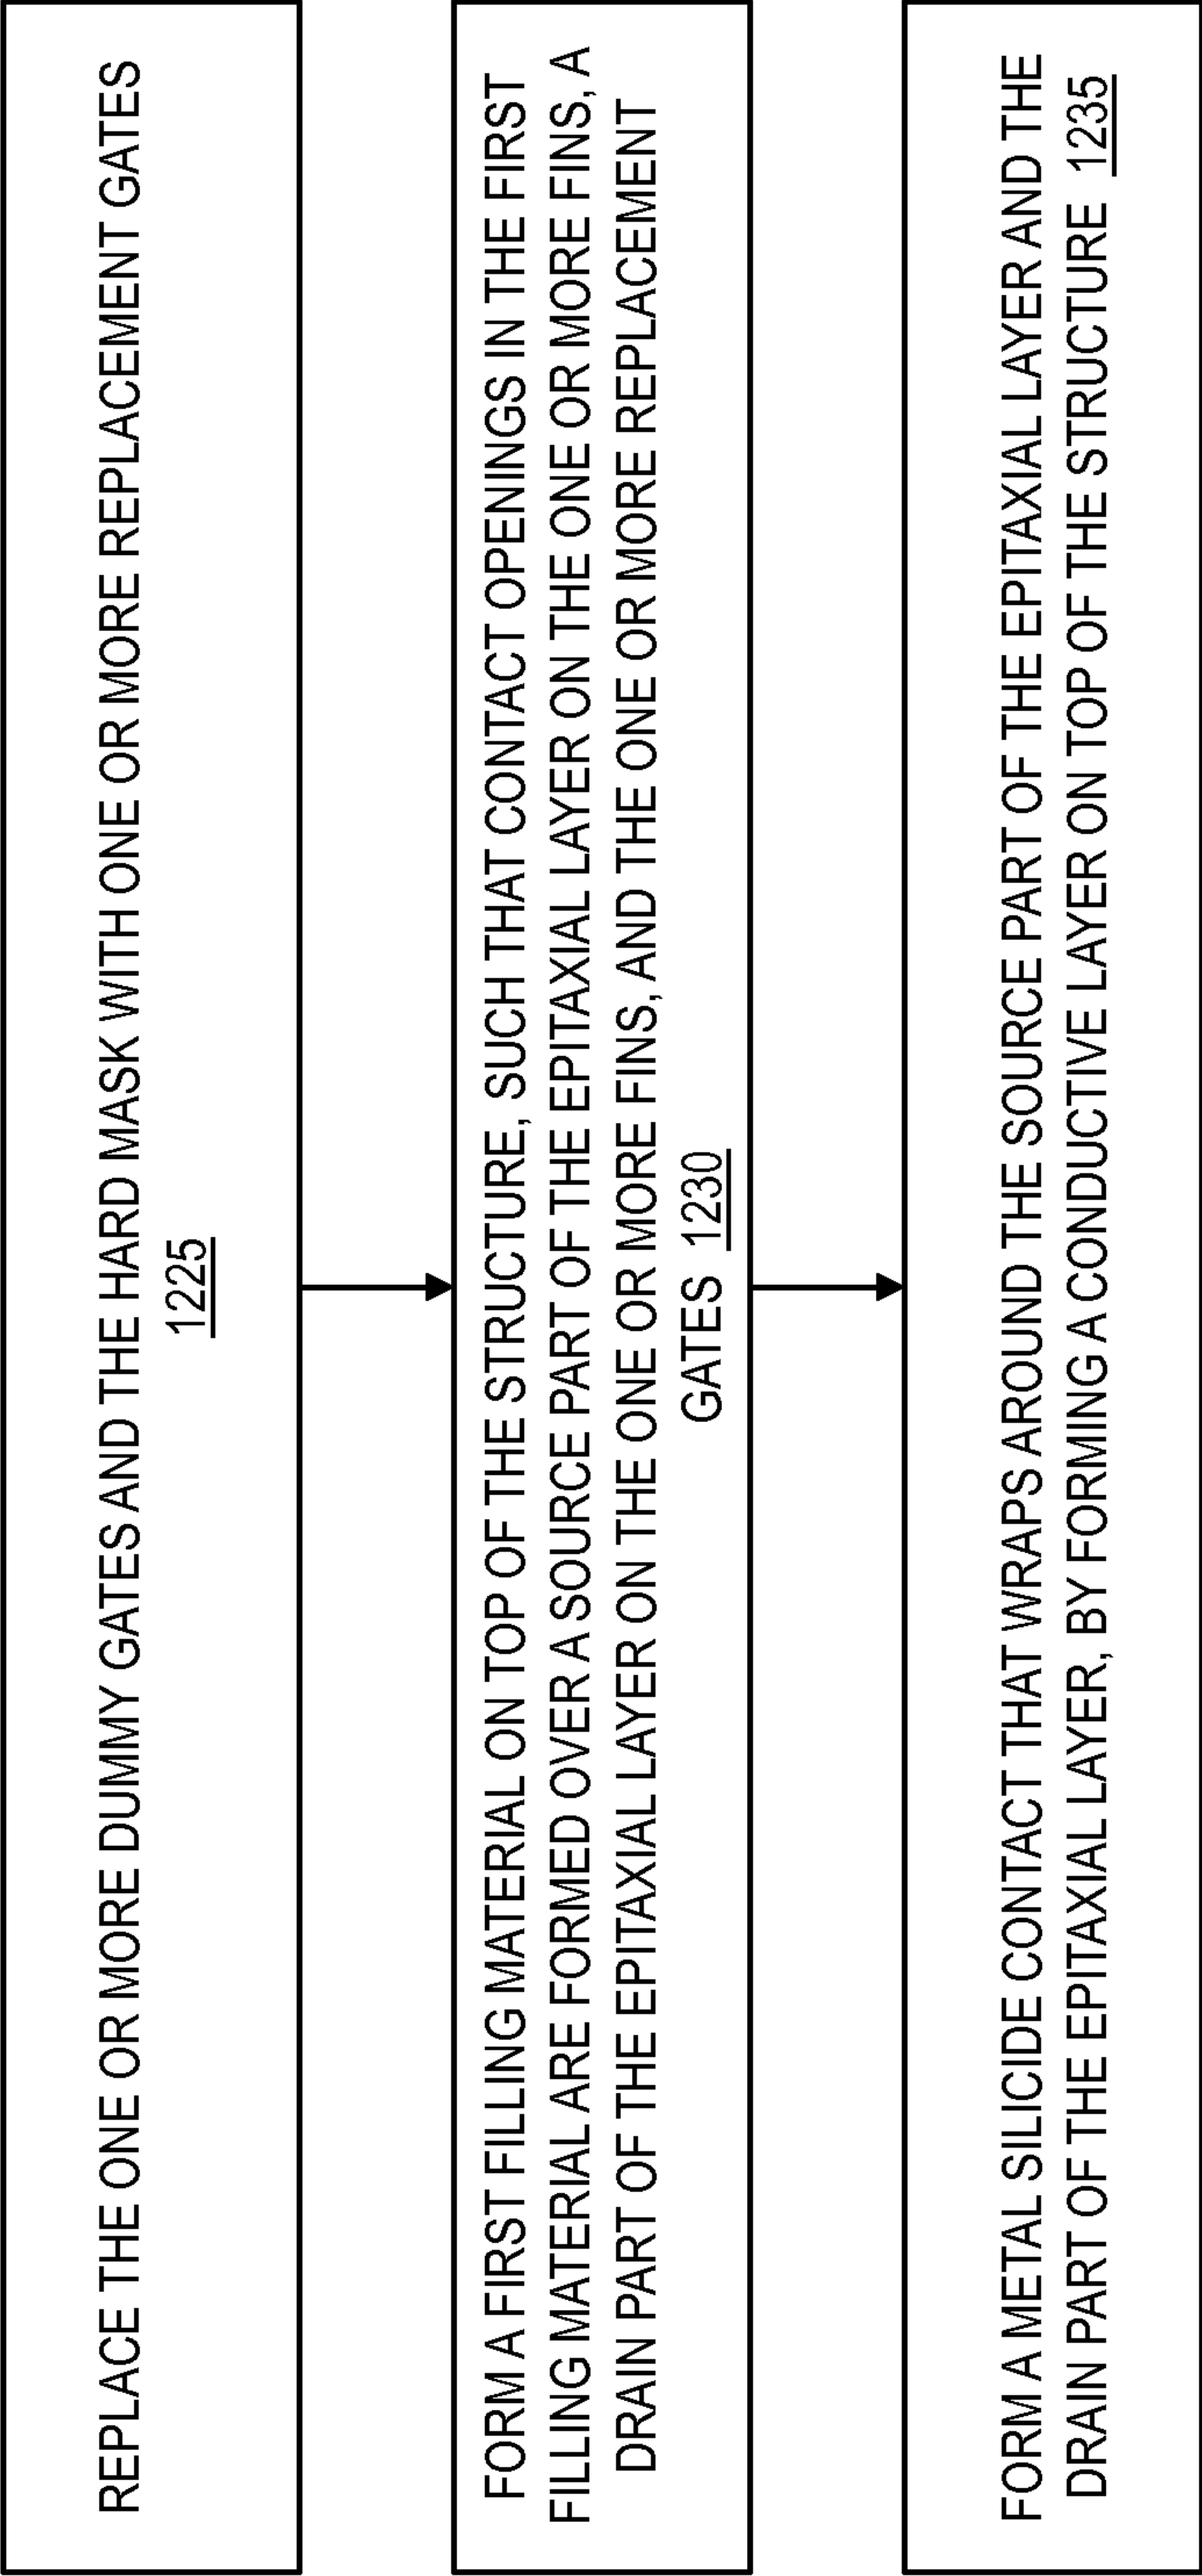 REPLACE THE ONE OR MORE DUMMY GATES AND THE HARD MASK WITH ONE OR MORE REPLACEMENT GATES
1225
FORM A FIRST FILLING MATERIAL ON TOP OF THE STRUCTURE, SUCH THAT CONTACT OPENINGS IN THE FIRST
FILLING MATERIAL ARE FORMED OVER A SOURCE PART OF THE EPITAXIAL LAYER ON THE ONE OR MORE FINS, A
DRAIN PART OF THE EPITAXIAL LAYER ON THE ONE OR MORE FINS, AND THE ONE OR MORE REPLACEMENT
GATES 1230
FORM A METAL SILICIDE CONTACT THAT WRAPS AROUND THE SOURCE PART OF THE EPITAXIAL LAYER AND THE
DRAIN PART OF THE EPITAXIAL LAYER, BY FORMING A CONDUCTIVE LAYER ON TOP OF THE STRUCTURE 1235